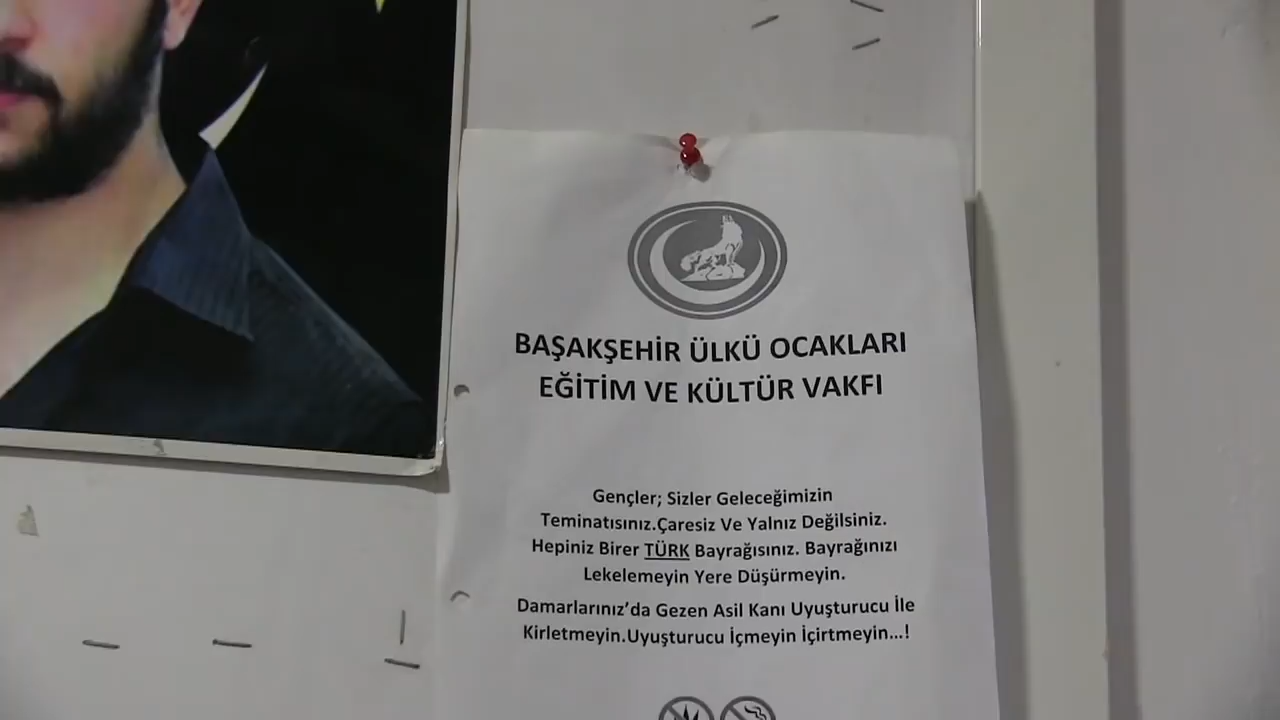 BAŞAKŞEHİR ÜLKÜ OCAKLARI
EĞİTİM VE KÜLTÜR VAKFI
Gençler; Sizler Geleceğimizin
Teminatısınız.Çaresiz Ve Yalnız Değilsiniz.
Hepiniz Birer TÜRK Bayrağısınız. Bayrağınızı
Lekelemeyin Yere Düşürmeyin.
Damarlarınız’da Gezen Asil Kanı Uyuşturucu İle
Kirletmeyin.Uyuşturucu İçmeyin İçirtmeyin...!